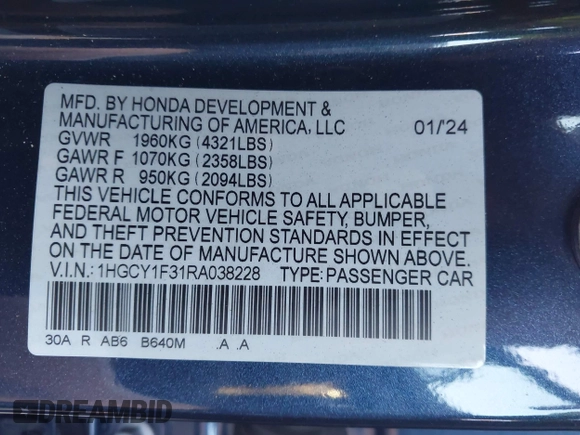 MFD. BY HONDA DEVELOPMENT &
MANUFACTURING OF AMERICA, LLC 01/'24
GVWR 1960KG (4321LBS)
GAWR F 1070KG (2358LBS)
GAWR R 950KG (2094LBS)
THIS VEHICLE CONFORMS TO ALL APPLICABLE
FEDERAL MOTOR VEHICLE SAFETY, BUMPER,
AND THEFT PREVENTION STANDARDS IN EFFECT
ON THE DATE OF MANUFACTURE SHOWN ABOVE.
V.I.N.: 1HGCY1F31RA038228 TYPE: PASSENGER CAR
30A R AB6 B640M .A .A
DREAMBID